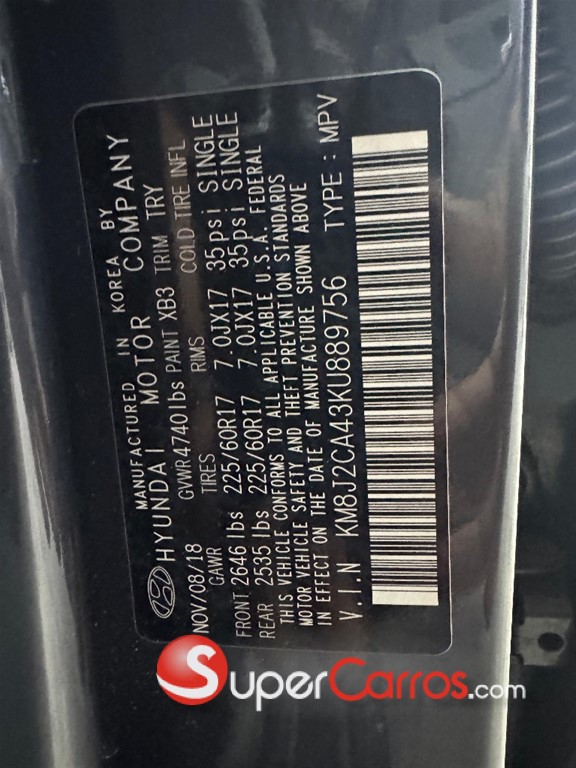 MANUFACTURED IN KOREA BY
HYUNDAI MOTOR COMPANY
NOV/08/18 GVWR4740lbs PAINT XB3 TRIM TRY
GAWR TIRES RIMS COLD TIRE INFL
FRONT 2646 lbs 225/60R17 7.0JX17 35psi SINGLE
REAR 2535 lbs 225/60R17 7.0JX17 35psi SINGLE
THIS VEHICLE CONFORMS TO ALL APPLICABLE U.S.A. FEDERAL
MOTOR VEHICLE SAFETY AND THEFT PREVENTION STANDARDS
IN EFFECT ON THE DATE OF MANUFACTURE SHOWN ABOVE
V.I.N KM8J2CA43KU889756 TYPE : MPV
SuperCarros.com